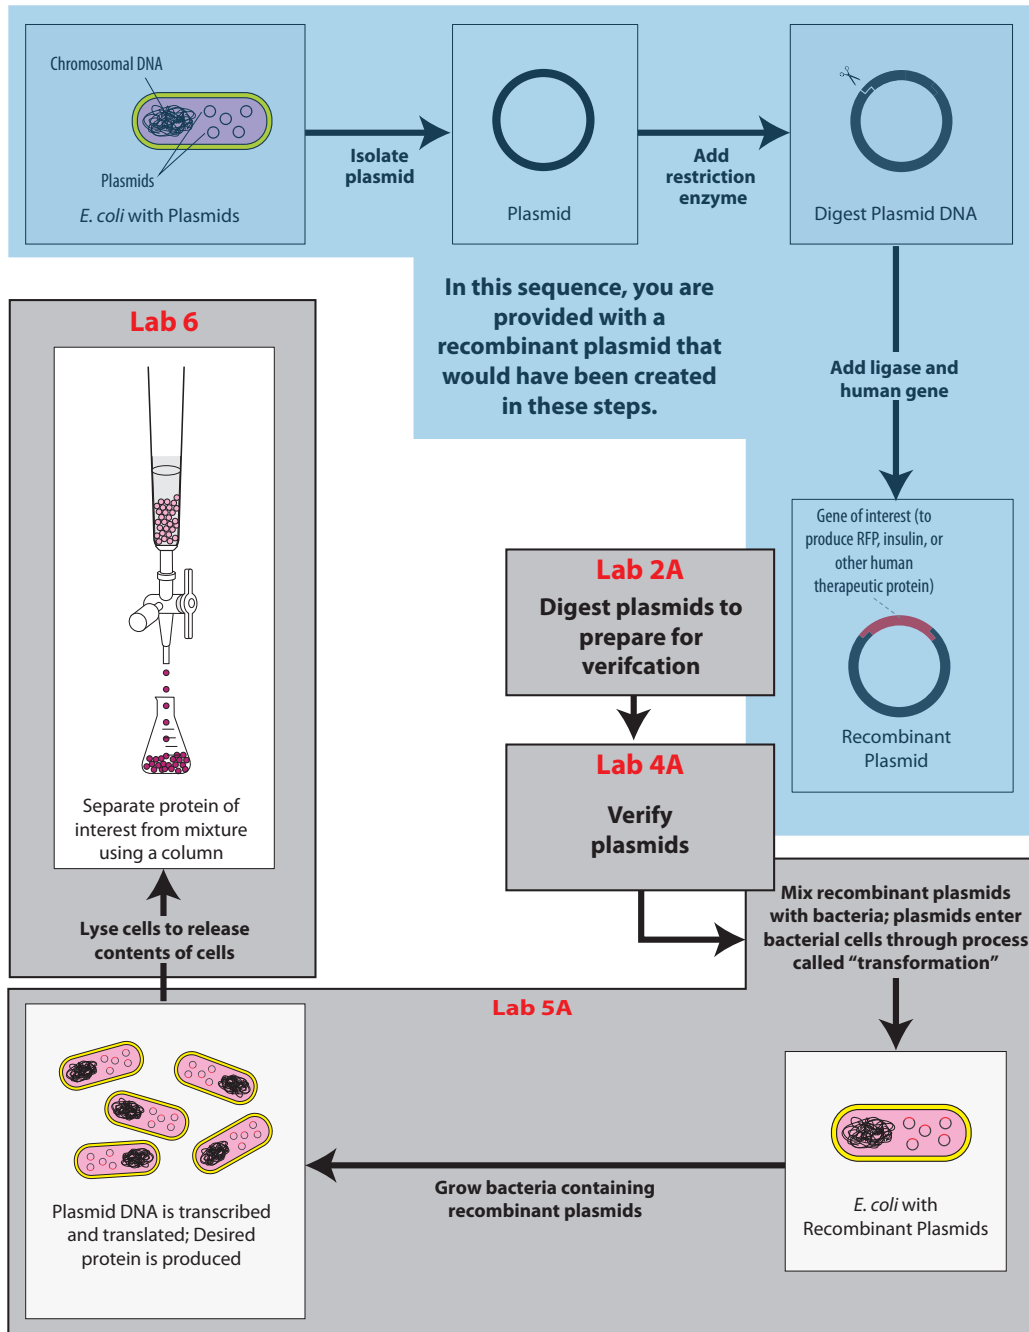 Chromosomal DNA
Plasmids
E. coli with Plasmids
Isolate
plasmid
Plasmid
Add
restriction
enzyme
Digest Plasmid DNA
In this sequence, you are
provided with a
recombinant plasmid that
would have been created
in these steps.
Add ligase and
human gene
Gene of interest (to
produce RFP, insulin, or
other human
therapeutic protein)
Recombinant
Plasmid
Lab 2A
Digest plasmids to
prepare for
verifcation
Lab 4A
Verify
plasmids
Mix recombinant plasmids
with bacteria; plasmids enter
bacterial cells through process
called “transformation”
Lab 5A
E. coli with
Recombinant Plasmids
Grow bacteria containing
recombinant plasmids
Plasmid DNA is transcribed
and translated; Desired
protein is produced
Lyse cells to release
contents of cells
Lab 6
Separate protein of
interest from mixture
using a column